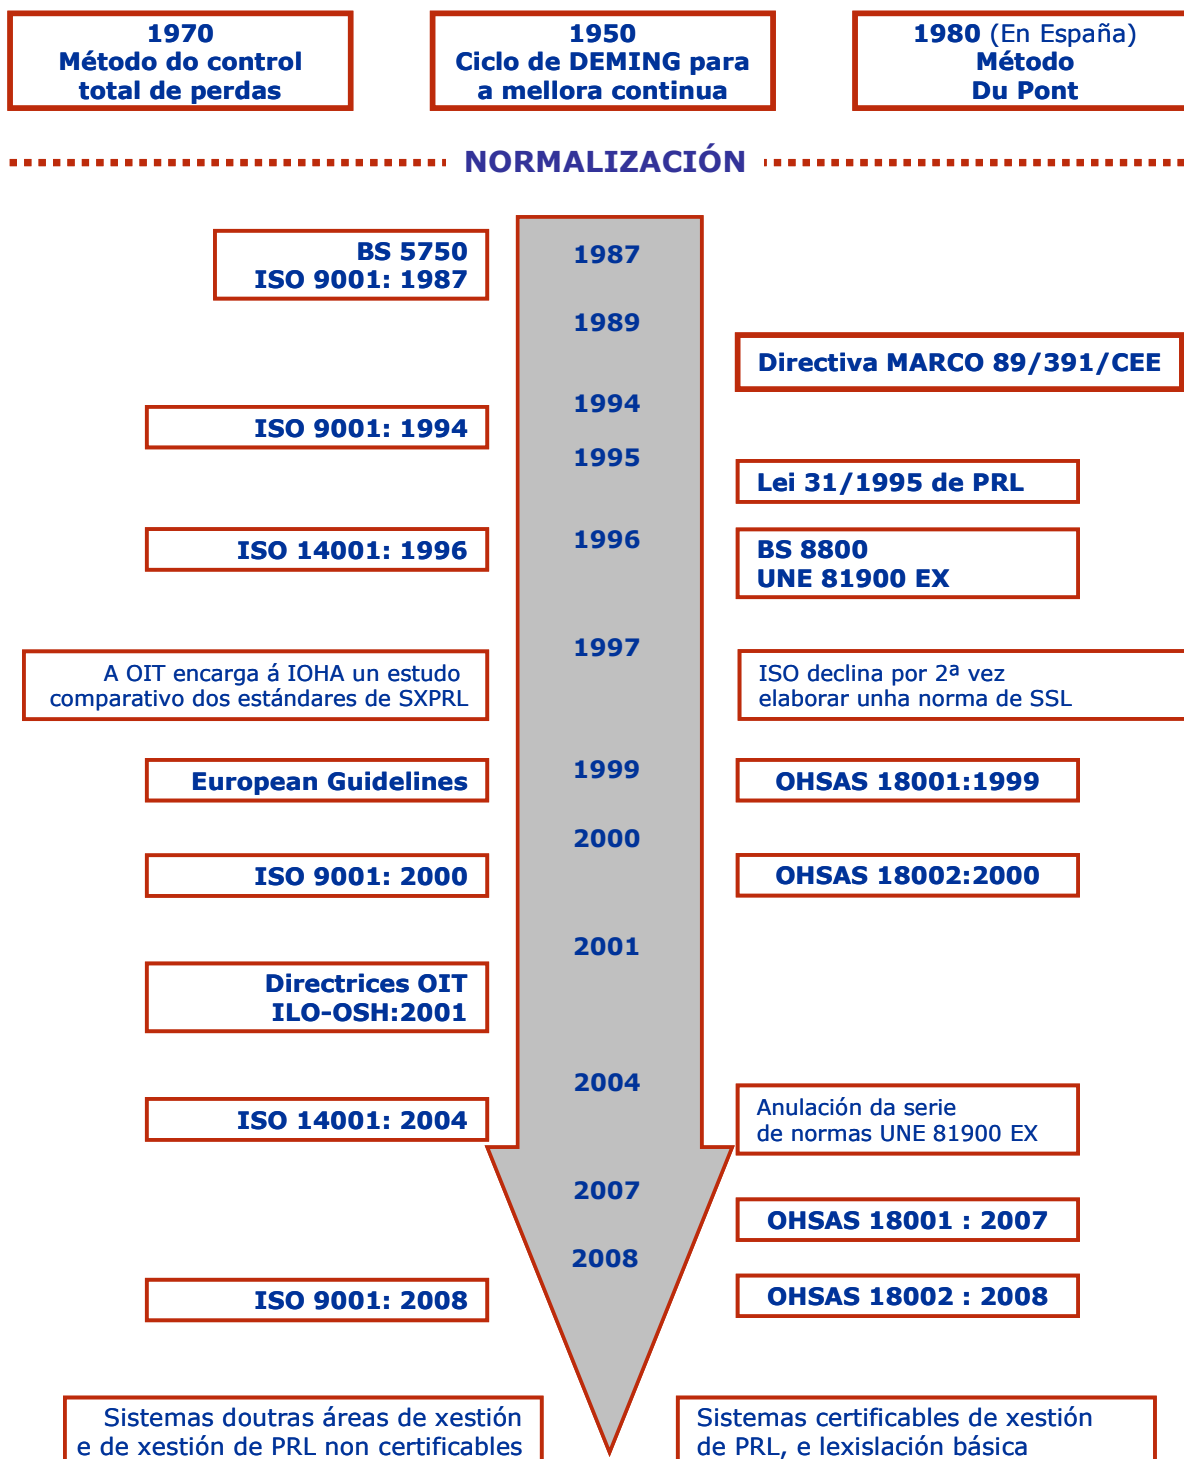 1970
Método do control
total de perdas
1950
Ciclo de DEMING para
a mellora continua
1980 (En España)
Método
Du Pont
NORMALIZACIÓN
1987
BS 5750
ISO 9001: 1987
1989
Directiva MARCO 89/391/CEE
1994
ISO 9001: 1994
1995
Lei 31/1995 de PRL
1996
ISO 14001: 1996
BS 8800
UNE 81900 EX
1997
A OIT encarga á IOHA un estudo
comparativo dos estándares de SXPRL
ISO declina por 2ª vez
elaborar unha norma de SSL
1999
European Guidelines
OHSAS 18001:1999
2000
ISO 9001: 2000
OHSAS 18002:2000
2001
Directrices OIT
ILO-OSH:2001
2004
ISO 14001: 2004
Anulación da serie
de normas UNE 81900 EX
2007
OHSAS 18001 : 2007
2008
ISO 9001: 2008
OHSAS 18002 : 2008
Sistemas doutras áreas de xestión
e de xestión de PRL non certificables
Sistemas certificables de xestión
de PRL, e lexislación básica